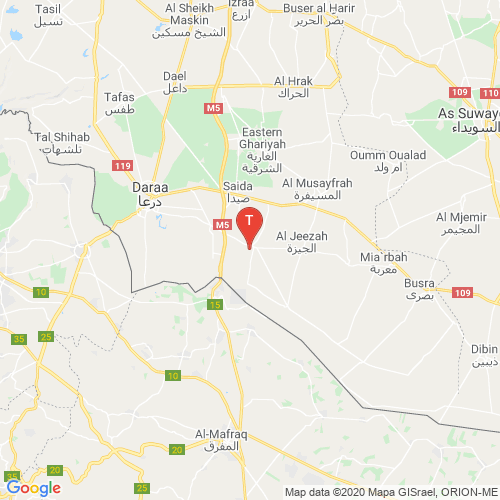 Tasil
تسيل
Al Sheikh
Maskin
الشيخ مسكين
Izraa
ازرع
Buser al Harir
بصر الحرير
Dael
داعل
Al Hrak
الحراك
109
110
Tafas
طفس
M5
As Suwayd
السويداء
Tal Shihab
تلشهاب
Eastern
Ghariyah
الغارية
الشرقية
Oumm Oualad
ام ولد
119
Daraa
درعا
Saida
صيدا
Al Musayfrah
المسيفرة
T
M5
Al Jeezah
الجيزة
Al Mjemir
المجيمر
Mia`rbah
معربة
Busra
بصرى
109
10
15
35
25
Dibin
ذيبين
10
Al-Mafraq
المفرق
20
20
25
35
Google
Map data ©2020 Mapa GISrael, ORION-ME